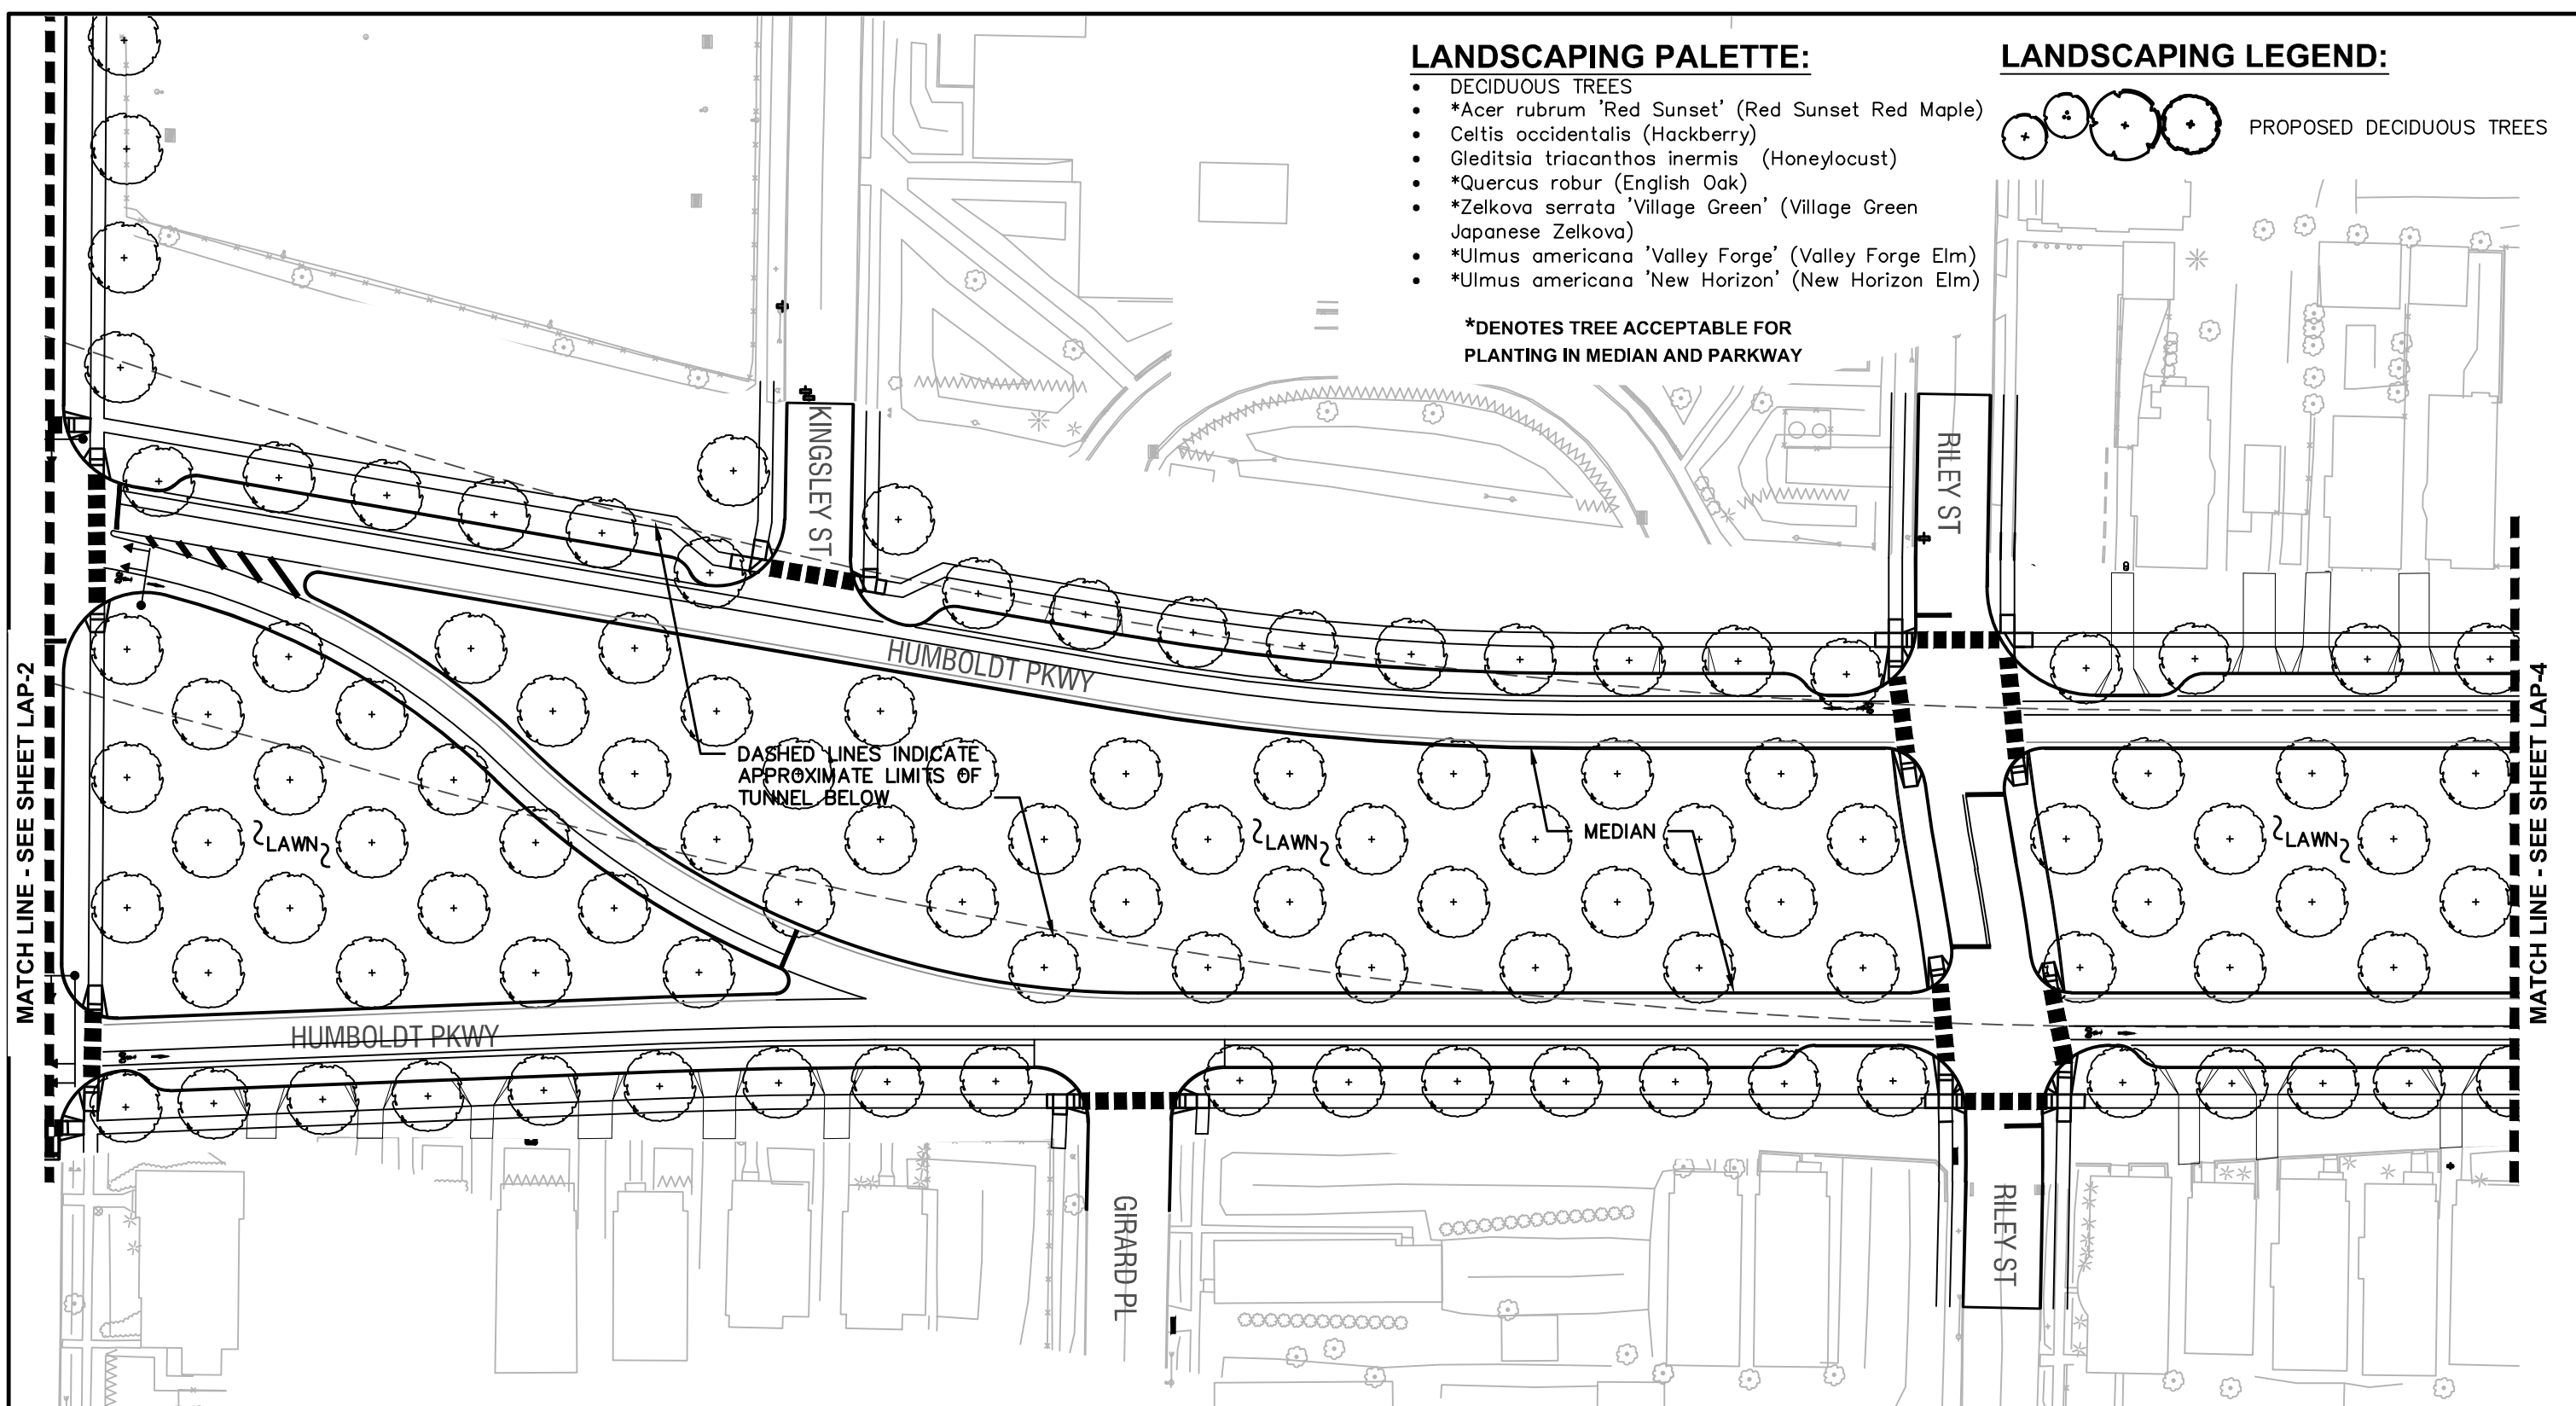 LANDSCAPING PALETTE:
• DECIDUOUS TREES
• *Acer rubrum 'Red Sunset' (Red Sunset Red Maple)
• Celtis occidentalis (Hackberry)
• Gleditsia triacanthos inermis (Honeylocust)
• *Quercus robur (English Oak)
• *Zelkova serrata 'Village Green' (Village Green
Japanese Zelkova)
• *Ulmus americana 'Valley Forge' (Valley Forge Elm)
• *Ulmus americana 'New Horizon' (New Horizon Elm)
*DENOTES TREE ACCEPTABLE FOR
PLANTING IN MEDIAN AND PARKWAY
LANDSCAPING LEGEND:
PROPOSED DECIDUOUS TREES
KINGSLEY ST
RILEY ST
HUMBOLDT PKWY
MATCH LINE - SEE SHEET LAP-2
MATCH LINE - SEE SHEET LAP-4
DASHED LINES INDICATE
APPROXIMATE LIMITS OF
TUNNEL BELOW
LAWN
LAWN
MEDIAN
LAWN
HUMBOLDT PKWY
GIRARD PL
RILEY ST